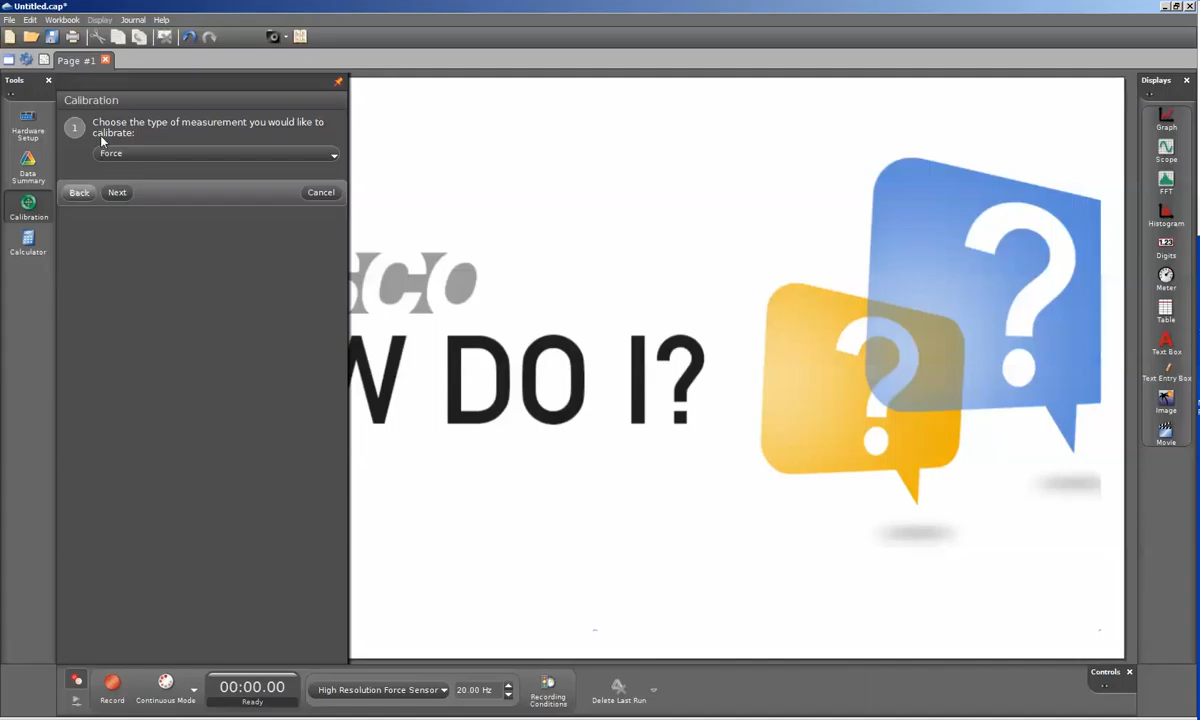 Untitled.cap*
File Edit Workbook Display Journal Help
Page #1
Tools
Hardware Setup
Data Summary
Calibration
Calculator
Calibration
1
Choose the type of measurement you would like to
calibrate:
Force
Back Next Cancel
SCO
W DO I?
? ?
Displays
Graph
Scope
FFT
Histogram
Digits
Meter
Table
Text Box
Text Entry Box
Image
Movie
Record
Continuous Mode
00:00.00
Ready
High Resolution Force Sensor
20.00 Hz
Recording
Conditions
Delete Last Run
Controls